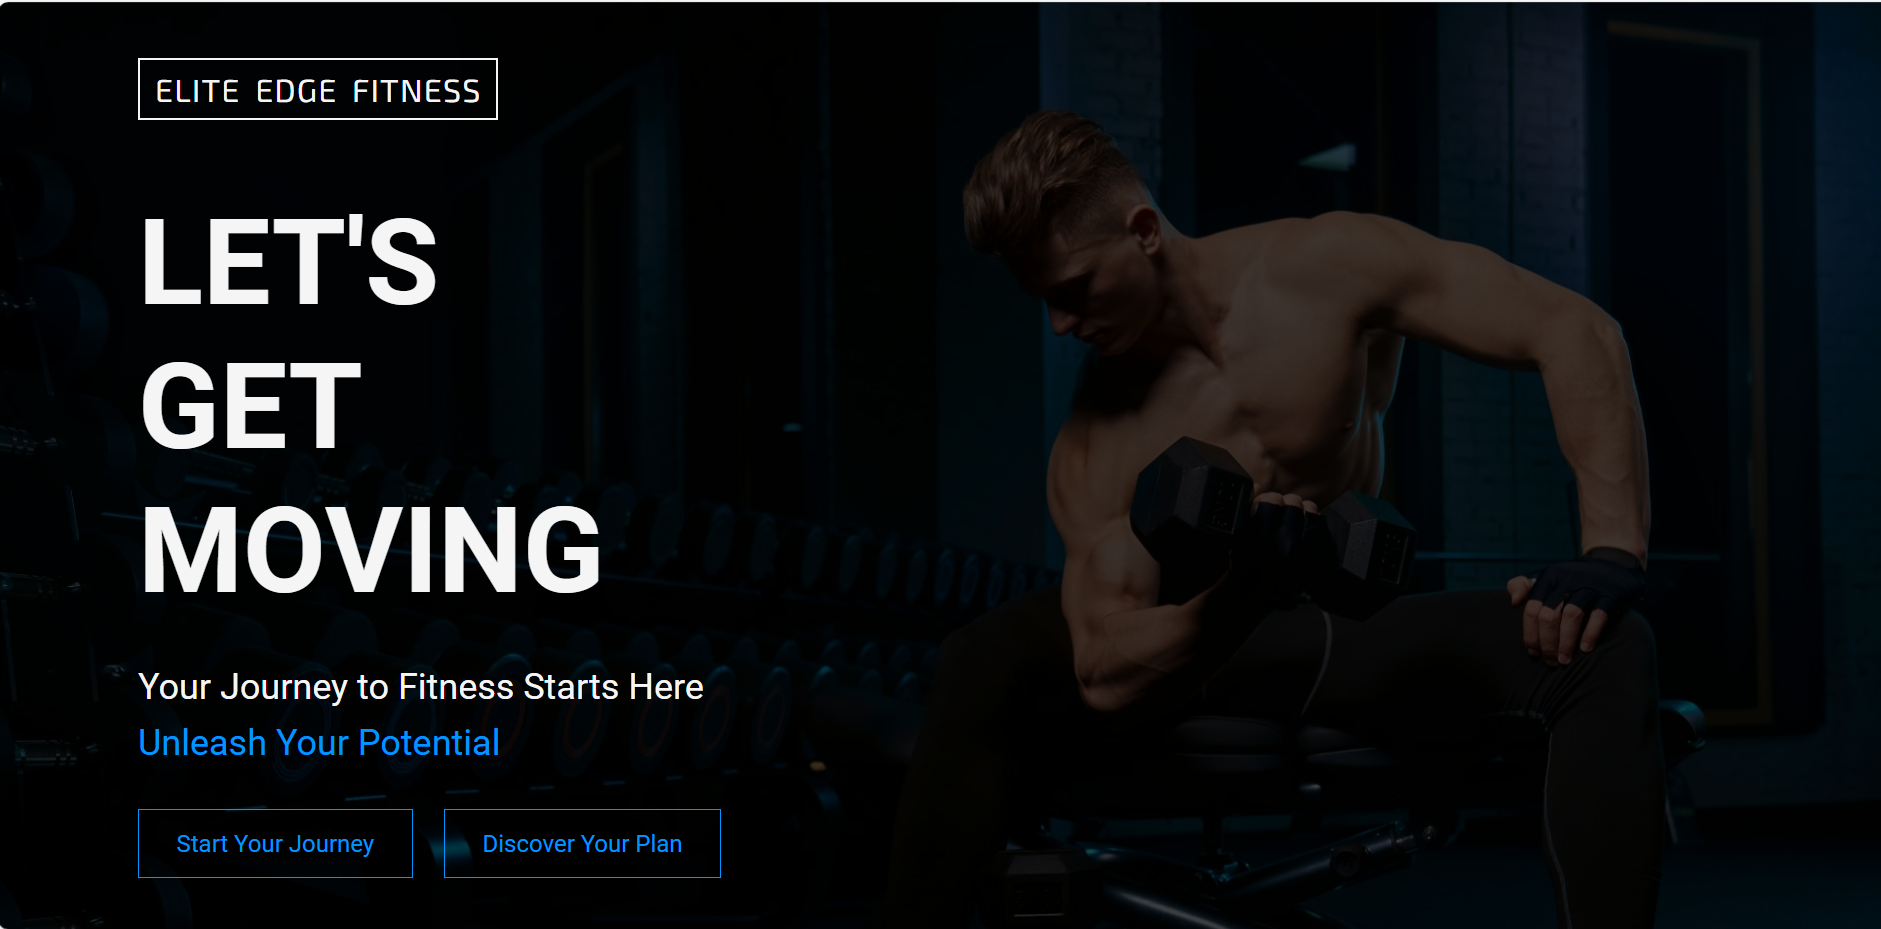 ELITE EDGE FITNESS
LET'S
GET
MOVING
Your Journey to Fitness Starts Here
Unleash Your Potential
Start Your Journey
Discover Your Plan